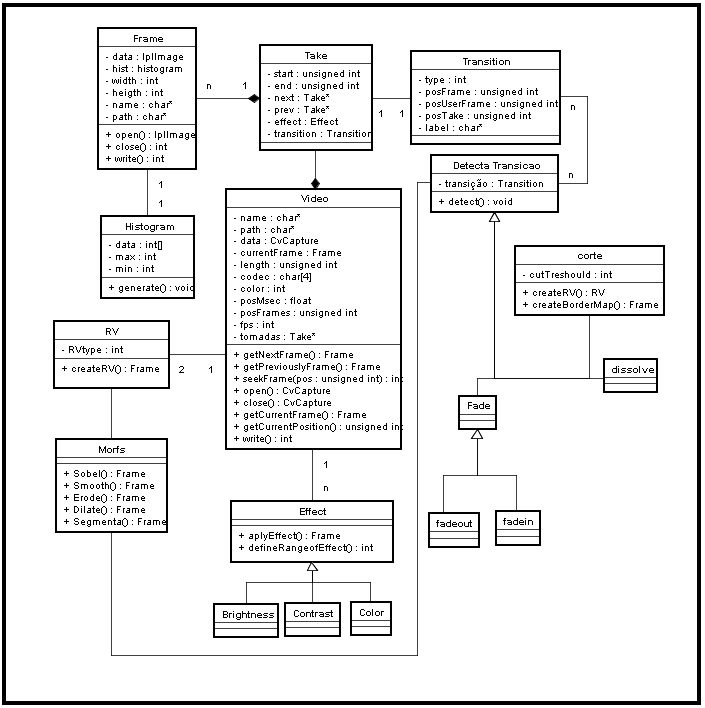 Frame
- data : IplImage
- hist : histogram
- width : int
- heigth : int
- name : char*
- path : char*
+ open() : IplImage
+ close() : int
+ write() : int
n
1
Take
- start : unsigned int
- end : unsigned int
- next : Take*
- prev : Take*
- effect : Effect
- transition : Transition
1
1
Transition
- type : int
- posFrame : unsigned int
- posUserFrame : unsigned int
- posTake : unsigned int
- label : char*
n
n
Detecta Transicao
- transição : Transition
+ detect() : void
1
1
Histogram
- data : int[]
- max : int
- min : int
+ generate() : void
Video
- name : char*
- path : char*
- data : CvCapture
- currentFrame : Frame
- length : unsigned int
- codec : char[4]
- color : int
- posMsec : float
- posFrames : unsigned int
- fps : int
- tomadas : Take*
+ getNextFrame() : Frame
+ getPreviouslyFrame() : Frame
+ seekFrame(pos : unsigned int) : int
+ open() : CvCapture
+ close() : CvCapture
+ getCurrentFrame() : Frame
+ getCurrentPosition() : unsigned int
+ write() : int
corte
- cutTreshould : int
+ createRV() : RV
+ createBorderMap() : Frame
RV
- RVtype : int
+ createRV() : Frame
2
1
dissolve
Fade
fadeout
fadein
Morfs
+ Sobel() : Frame
+ Smooth() : Frame
+ Erode() : Frame
+ Dilate() : Frame
+ Segmenta() : Frame
1
n
Effect
+ aplyEffect() : Frame
+ defineRangeofEffect() : int
Brightness
Contrast
Color